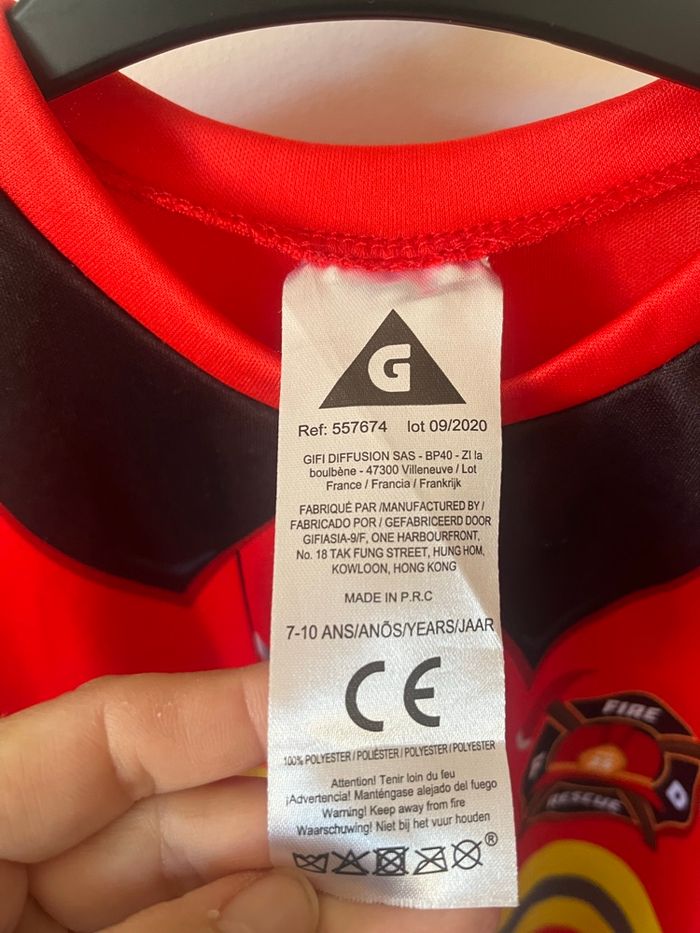 G
Ref: 557674 lot 09/2020
GIFI DIFFUSION SAS - BP40 - ZI la
boulbène - 47300 Villeneuve / Lot
France / Francia / Frankrijk
FABRIQUÉ PAR /MANUFACTURED BY /
FABRICADO POR / GEFABRICEERD DOOR
GIFIASIA-9/F, ONE HARBOURFRONT,
No. 18 TAK FUNG STREET, HUNG HOM,
KOWLOON, HONG KONG
MADE IN P.R.C
7-10 ANS/ANÕS/YEARS/JAAR
CE
100% POLYESTER / POLIÉSTER / POLYESTER / POLYESTER
Attention! Tenir loin du feu
¡Advertencia! Manténgase alejado del fuego
Warning! Keep away from fire
Waarschuwing! Niet bij het vuur houden
®
FIRE
F D
RESCUE